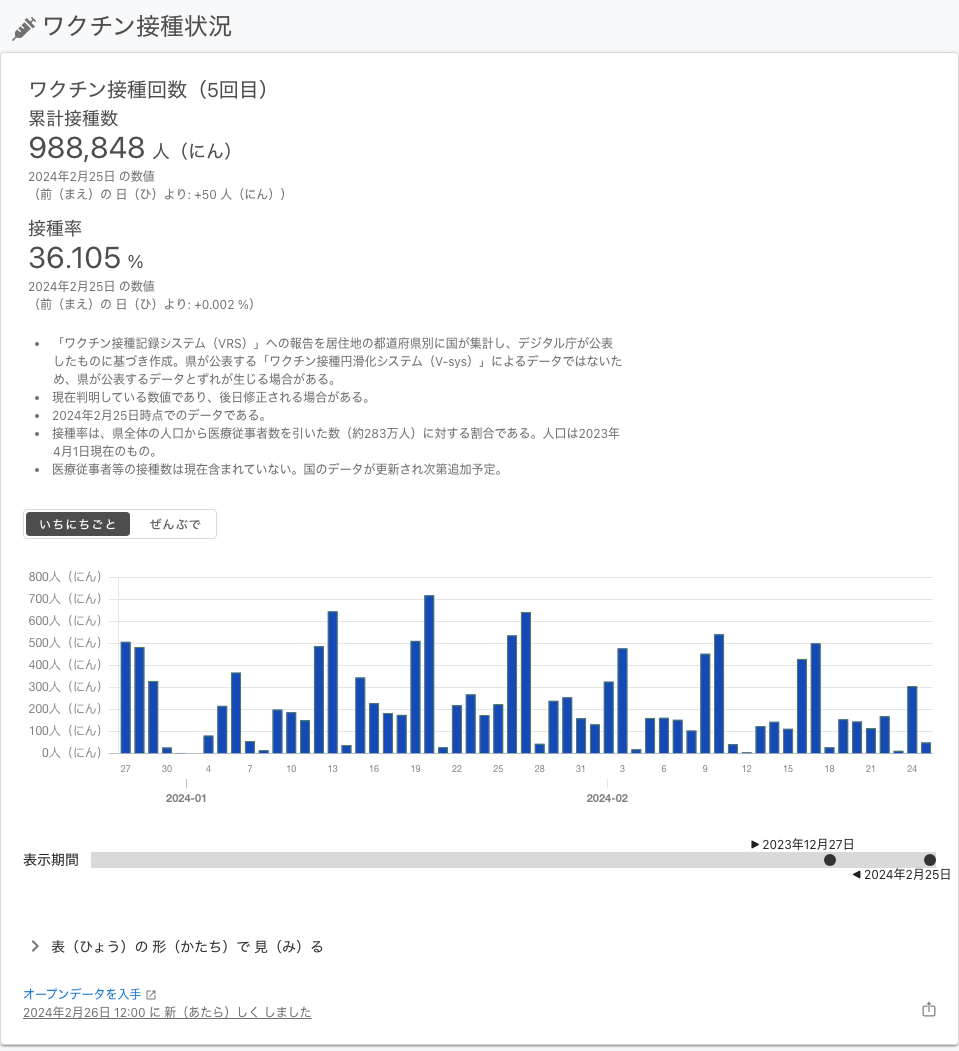 ワクチン接種状況
ワクチン接種回数（5回目）
累計接種数
988,848 人（にん）
2024年2月25日 の数値
（前（まえ）の 日（ひ）より: +50 人（にん））
接種率
36.105 %
2024年2月25日 の数値
（前（まえ）の 日（ひ）より: +0.002 %）
• 「ワクチン接種記録システム（VRS）」への報告を居住地の都道府県別に国が集計し、デジタル庁が公表
したものに基づき作成。県が公表する「ワクチン接種円滑化システム（V-sys）」によるデータではないた
め、県が公表するデータとずれが生じる場合がある。
• 現在判明している数値であり、後日修正される場合がある。
• 2024年2月25日時点でのデータである。
• 接種率は、県全体の人口から医療従事者数を引いた数（約283万人）に対する割合である。人口は2023年
4月1日現在のもの。
• 医療従事者等の接種数は現在含まれていない。国のデータが更新され次第追加予定。
いちにちごと ぜんぶで
800人（にん）
700人（にん）
600人（にん）
500人（にん）
400人（にん）
300人（にん）
200人（にん）
100人（にん）
0人（にん）
27 30 4 7 10 13 16 19 22 25 28 31 3 6 9 12 15 18 21 24
2024-01 2024-02
▶ 2023年12月27日
表示期間
◀ 2024年2月25日
表（ひょう）の 形（かたち）で 見（み）る
オープンデータを入手
2024年2月26日 12:00 に 新（あたら）しく しました